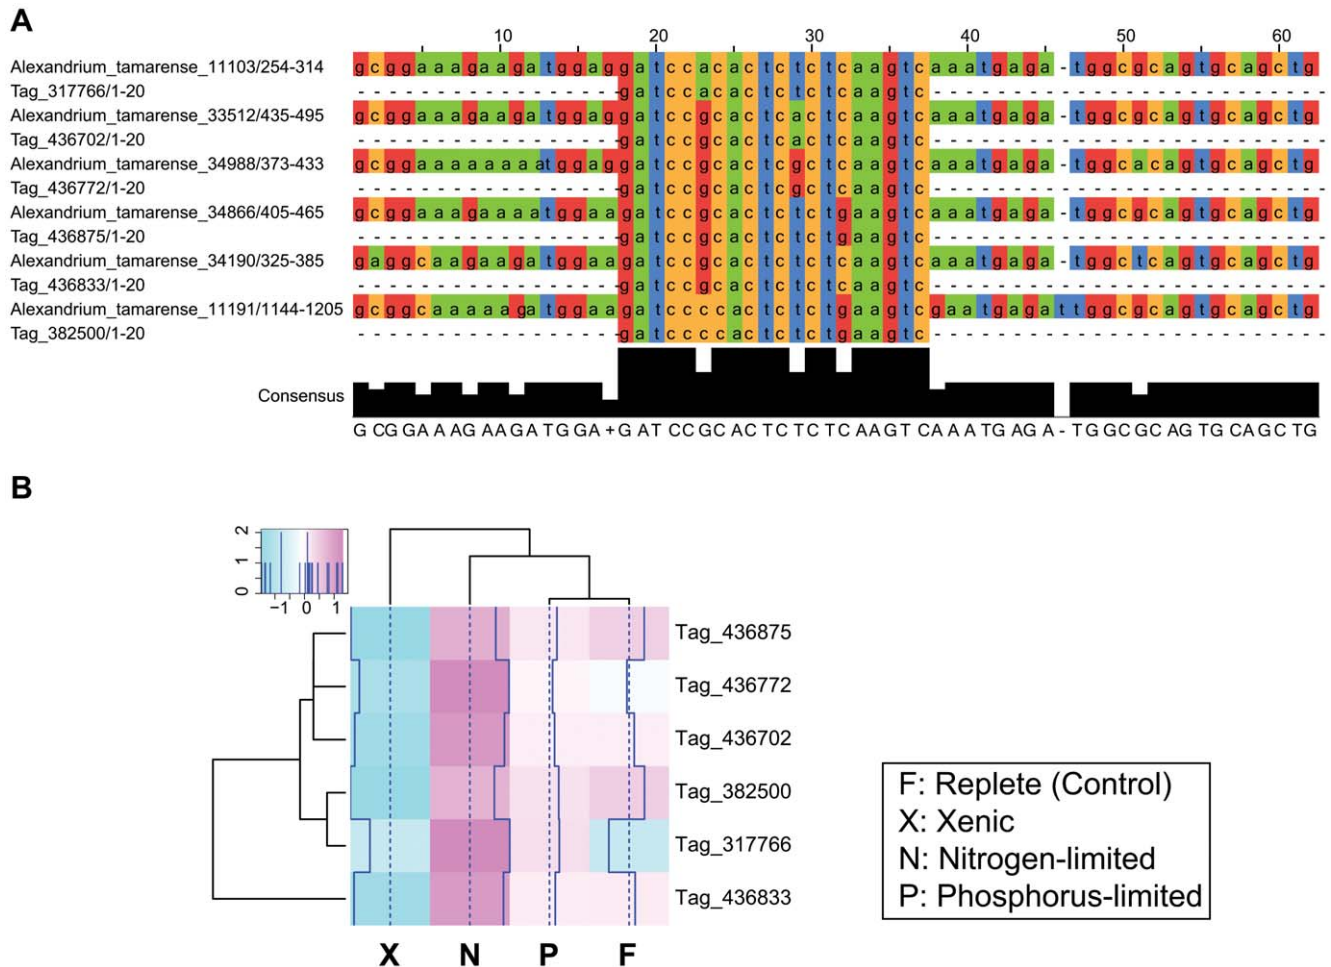 A
10 20 30 40 50 60
Alexandrium_tamarense_11103/254-314 gcggaaagaagatggaggatccacactctctcaagtcaaatgaga-tggcgcagtgcagctg
Tag_317766/1-20 -----------------gatccacactctctcaagtc-------------------------
Alexandrium_tamarense_33512/435-495 gcggaaagaagatggaggatccgcactcactcaagtcaaatgaga-tggcgcagtgcagctg
Tag_436702/1-20 -----------------gatccgcactcactcaagtc-------------------------
Alexandrium_tamarense_34988/373-433 gcggaaaaaaaatggaggatccgcactcgctcaagtcaaatgaga-tggcacagtgcagctg
Tag_436772/1-20 -----------------gatccgcactcgctcaagtc-------------------------
Alexandrium_tamarense_34866/405-465 gcggaaagaaaatggaagatccgcactctctgaagtcaaatgaga-tggcgcagtgcagctg
Tag_436875/1-20 -----------------gatccgcactctctgaagtc-------------------------
Alexandrium_tamarense_34190/325-385 gaggcaagaagatggaagatccgcactctctcaagtcaaatgaga-tggctcagtgcagctg
Tag_436833/1-20 -----------------gatccgcactctctcaagtc-------------------------
Alexandrium_tamarense_11191/1144-1205 gcggcaaaaagatggaagatccccactctctgaagtcgaatgagattggcgcagtgcagctg
Tag_382500/1-20 -----------------gatccccactctctgaagtc-------------------------
Consensus
GCGGAAAGAAGATGGA+GATCCGCACTCTCTCAAGTCAAATGAGA-TGGCGCAGTGCAGCTG
B
0 1 2
−1 0 1
Tag_436875
Tag_436772
Tag_436702
Tag_382500
Tag_317766
Tag_436833
X N P F
F: Replete (Control)
X: Xenic
N: Nitrogen-limited
P: Phosphorus-limited